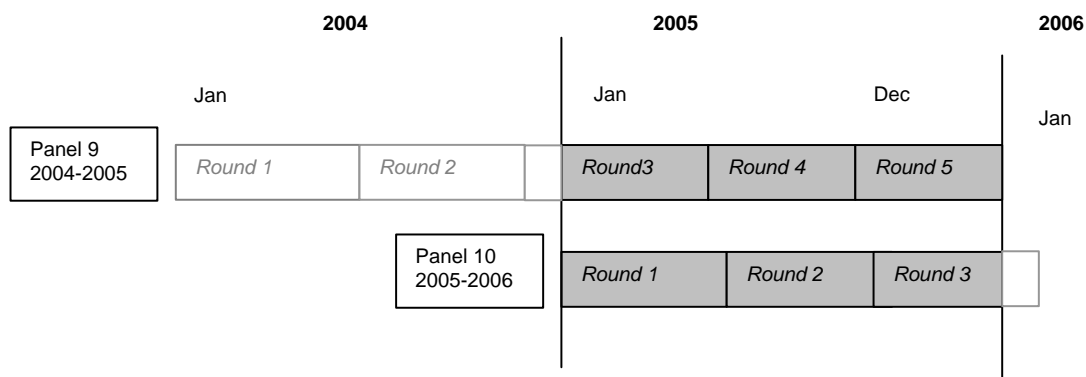 2004 2005 2006
Jan Jan Dec
Jan
Panel 9
2004-2005
Round 1 Round 2 Round3 Round 4 Round 5
Panel 10
2005-2006
Round 1 Round 2 Round 3